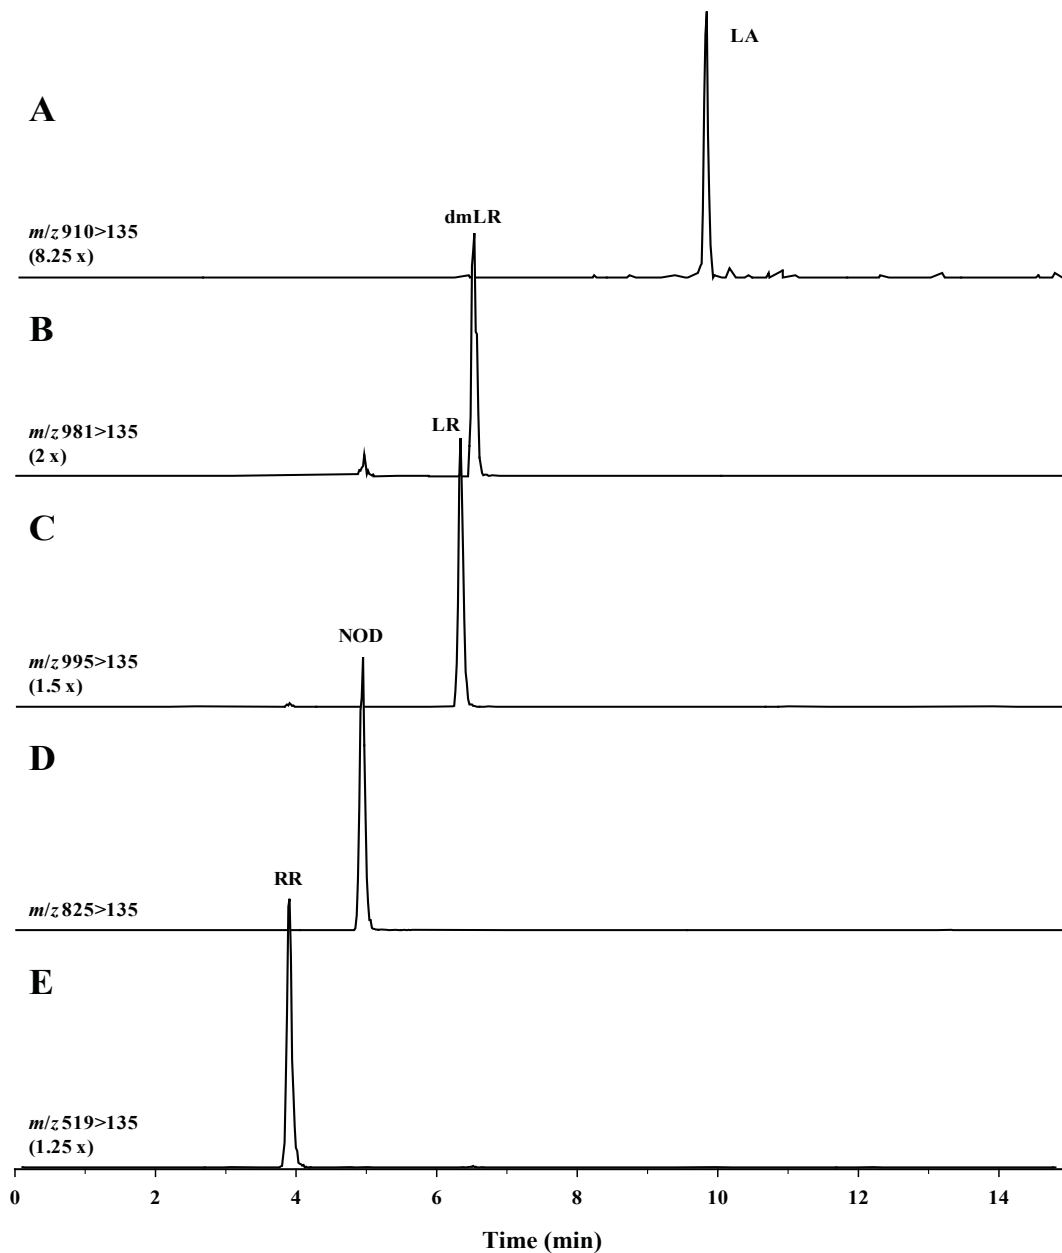 LA
A
dmLR
m/z 910>135
(8.25 x)
B
LR
m/z 981>135
(2 x)
C
NOD
m/z 995>135
(1.5 x)
D
RR
m/z 825>135
E
m/z 519>135
(1.25 x)
0 2 4 6 8 10 12 14
Time (min)